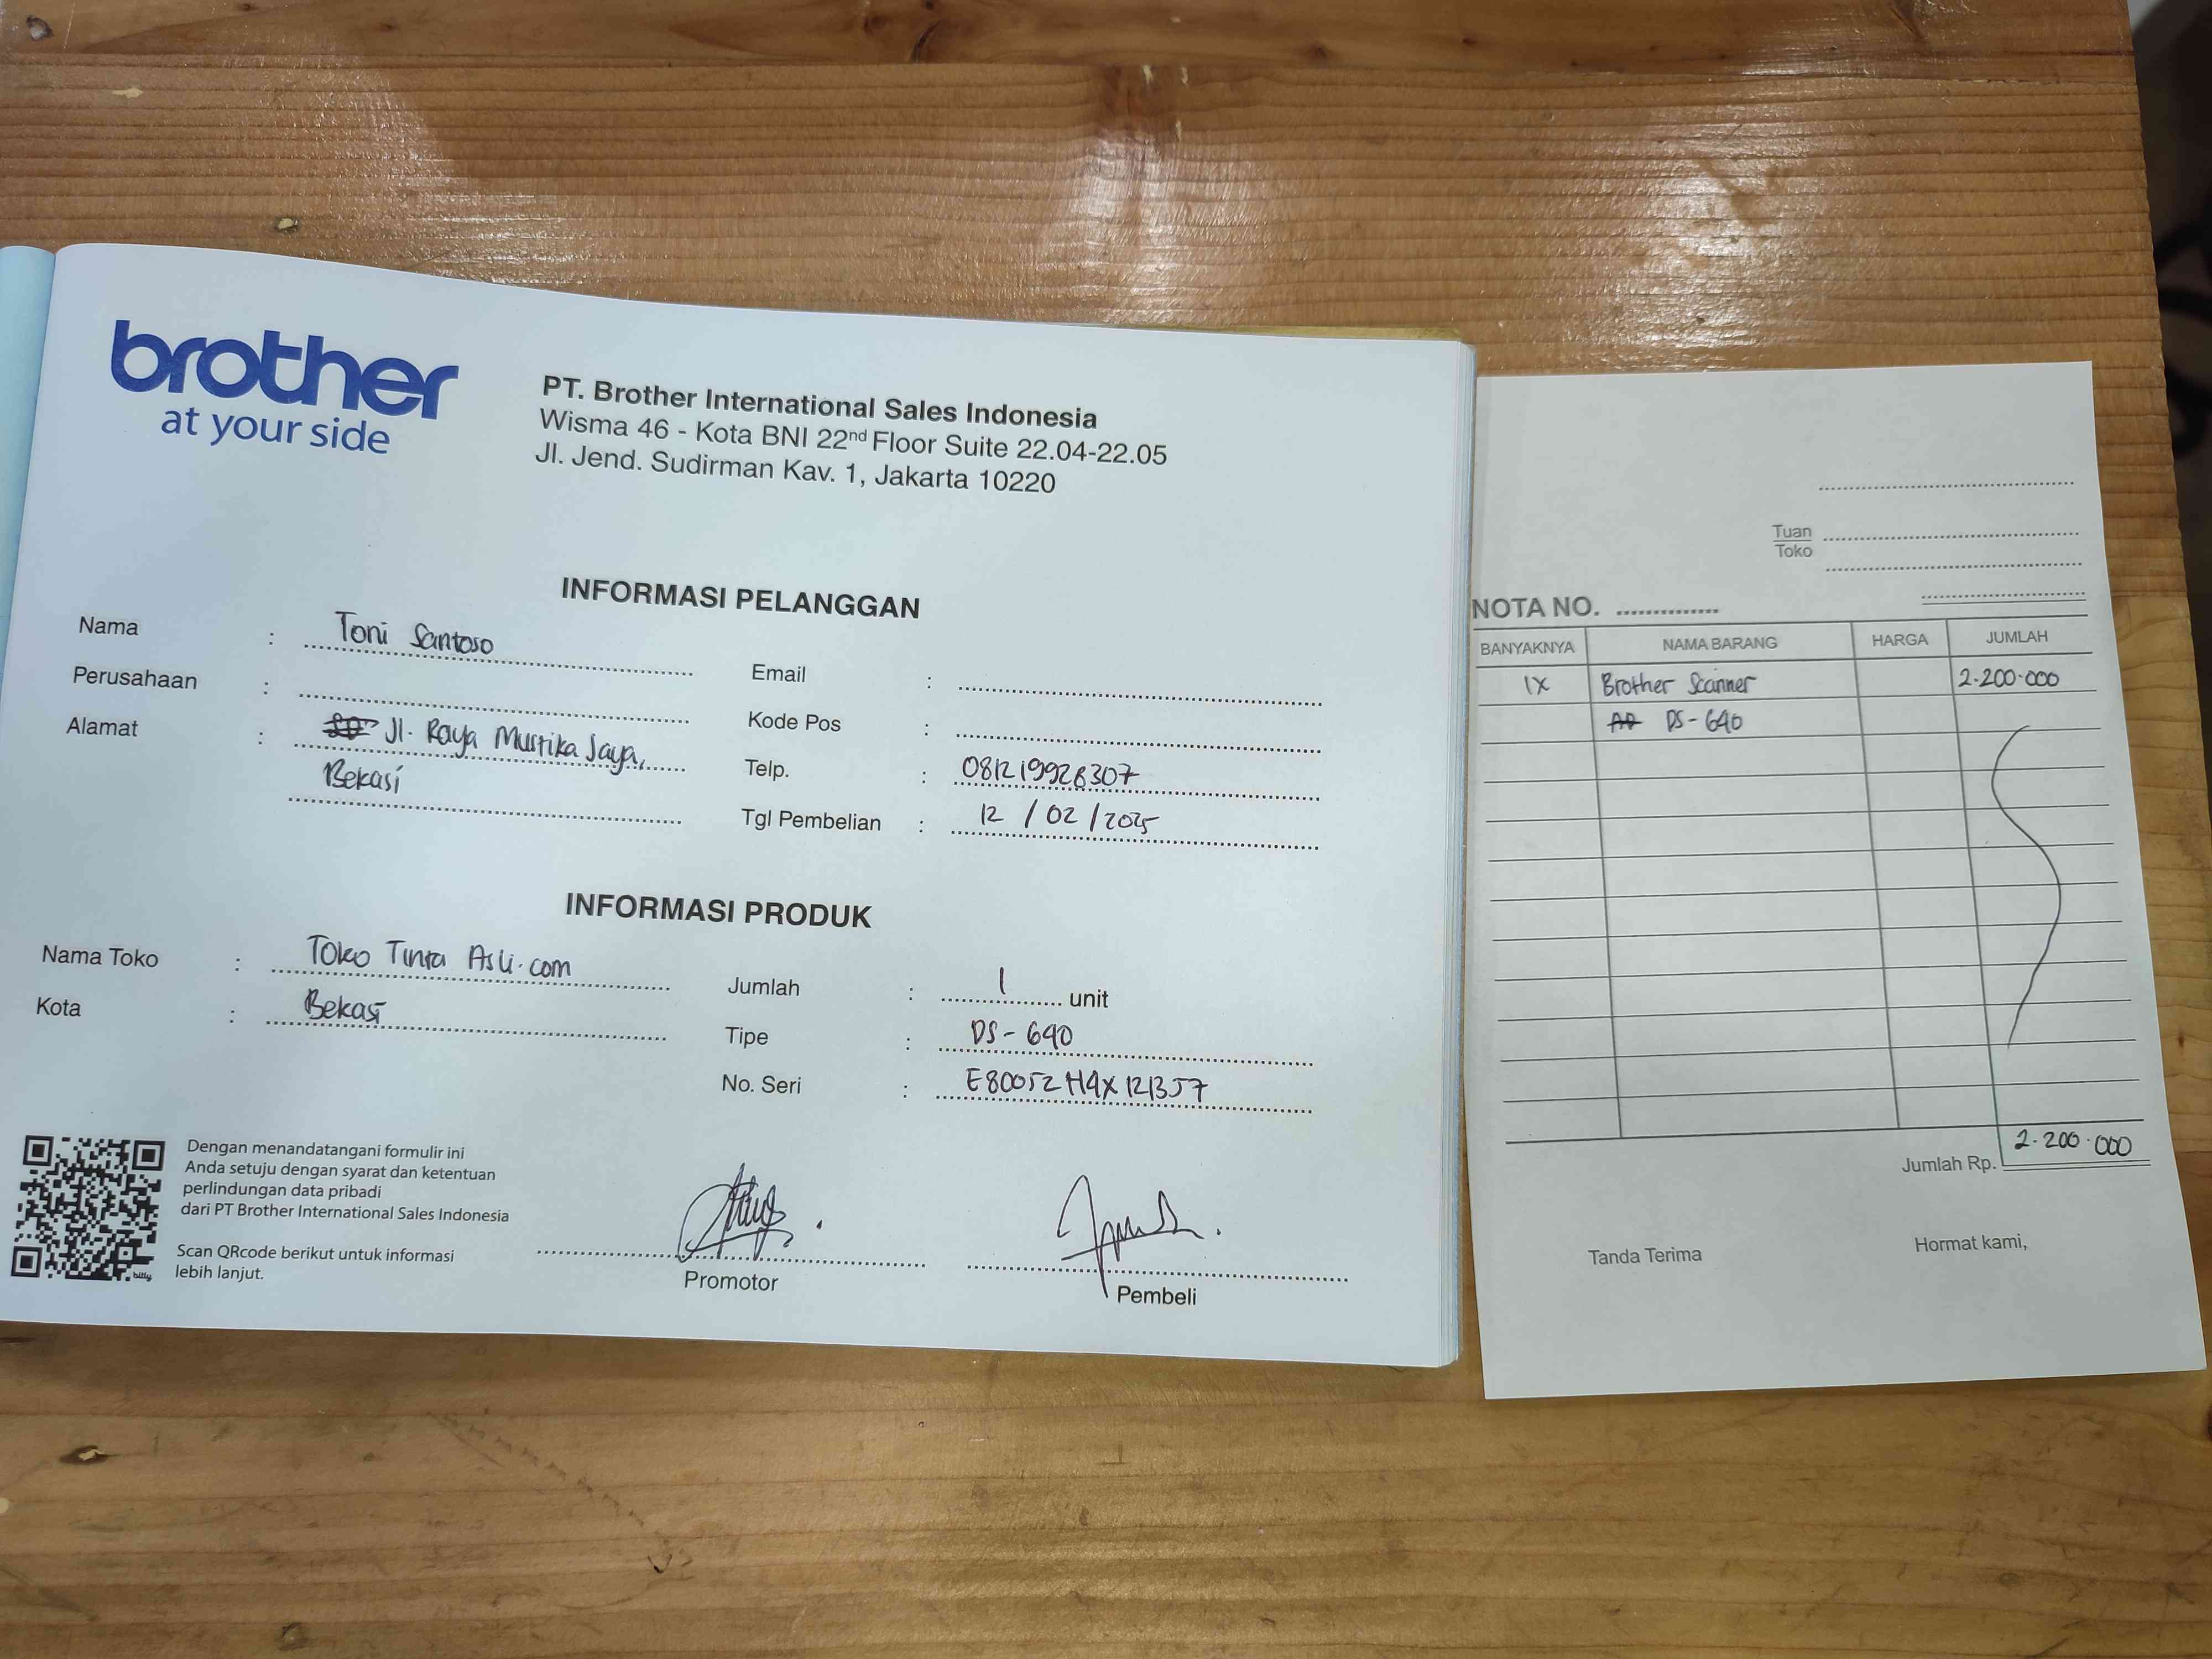 brother
at your side
PT. Brother International Sales Indonesia
Wisma 46 - Kota BNI 22nd Floor Suite 22.04-22.05
Jl. Jend. Sudirman Kav. 1, Jakarta 10220
INFORMASI PELANGGAN
Nama : Toni Santoso
Perusahaan :
Alamat : Jl. Raya Mustika Jaya,
Bekasi
Email :
Kode Pos :
Telp. : 081219928307
Tgl Pembelian : 12 / 02 / 2025
INFORMASI PRODUK
Nama Toko : Toko Tinta Asli.com
Kota : Bekasi
Jumlah : 1 unit
Tipe : DS-640
No. Seri : E80052H4X121357
Dengan menandatangani formulir ini
Anda setuju dengan syarat dan ketentuan
perlindungan data pribadi
dari PT Brother International Sales Indonesia
Scan QRcode berikut untuk informasi
lebih lanjut.
bitly
Promotor
Pembeli
Tuan
Toko
NOTA NO.
BANYAKNYA NAMA BARANG HARGA JUMLAH
1X Brother Scanner 2.200.000
DS-640
Jumlah Rp. 2.200.000
Tanda Terima
Hormat kami,